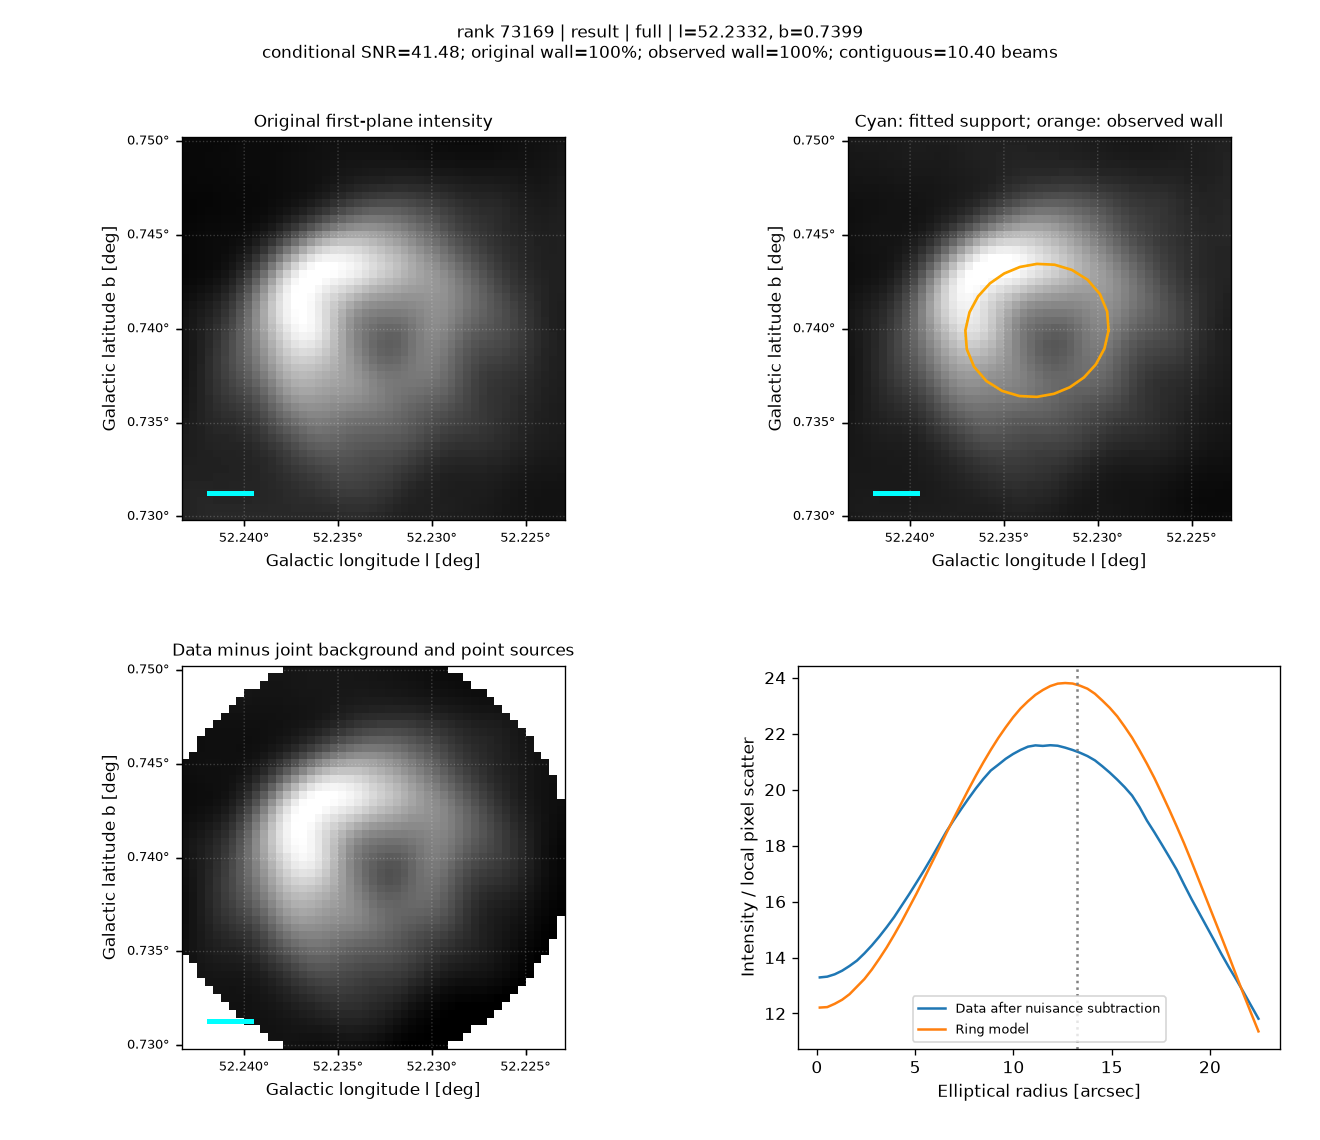 rank 73169 | result | full | l=52.2332, b=0.7399
conditional SNR=41.48; original wall=100%; observed wall=100%; contiguous=10.40 beams
Original first-plane intensity
0.750°
0.745°
0.740°
0.735°
0.730°
Galactic latitude b [deg]
52.240° 52.235° 52.230° 52.225°
Galactic longitude l [deg]
Cyan: fitted support; orange: observed wall
0.750°
0.745°
0.740°
0.735°
0.730°
Galactic latitude b [deg]
52.240° 52.235° 52.230° 52.225°
Galactic longitude l [deg]
Data minus joint background and point sources
0.750°
0.745°
0.740°
0.735°
0.730°
Galactic latitude b [deg]
52.240° 52.235° 52.230° 52.225°
Galactic longitude l [deg]
24
22
20
18
16
14
12
Intensity / local pixel scatter
Data after nuisance subtraction
Ring model
0 5 10 15 20
Elliptical radius [arcsec]